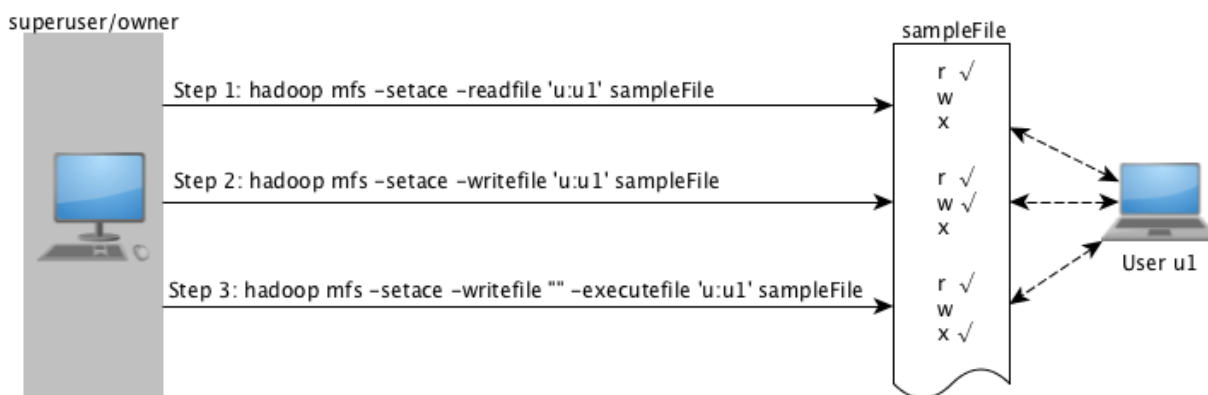 superuser/owner
sampleFile
Step 1: hadoop mfs -setace -readfile 'u:u1' sampleFile
r √
w
x
Step 2: hadoop mfs -setace -writefile 'u:u1' sampleFile
r √
w √
x
User u1
Step 3: hadoop mfs -setace -writefile "" -executefile 'u:u1' sampleFile
r √
w
x √